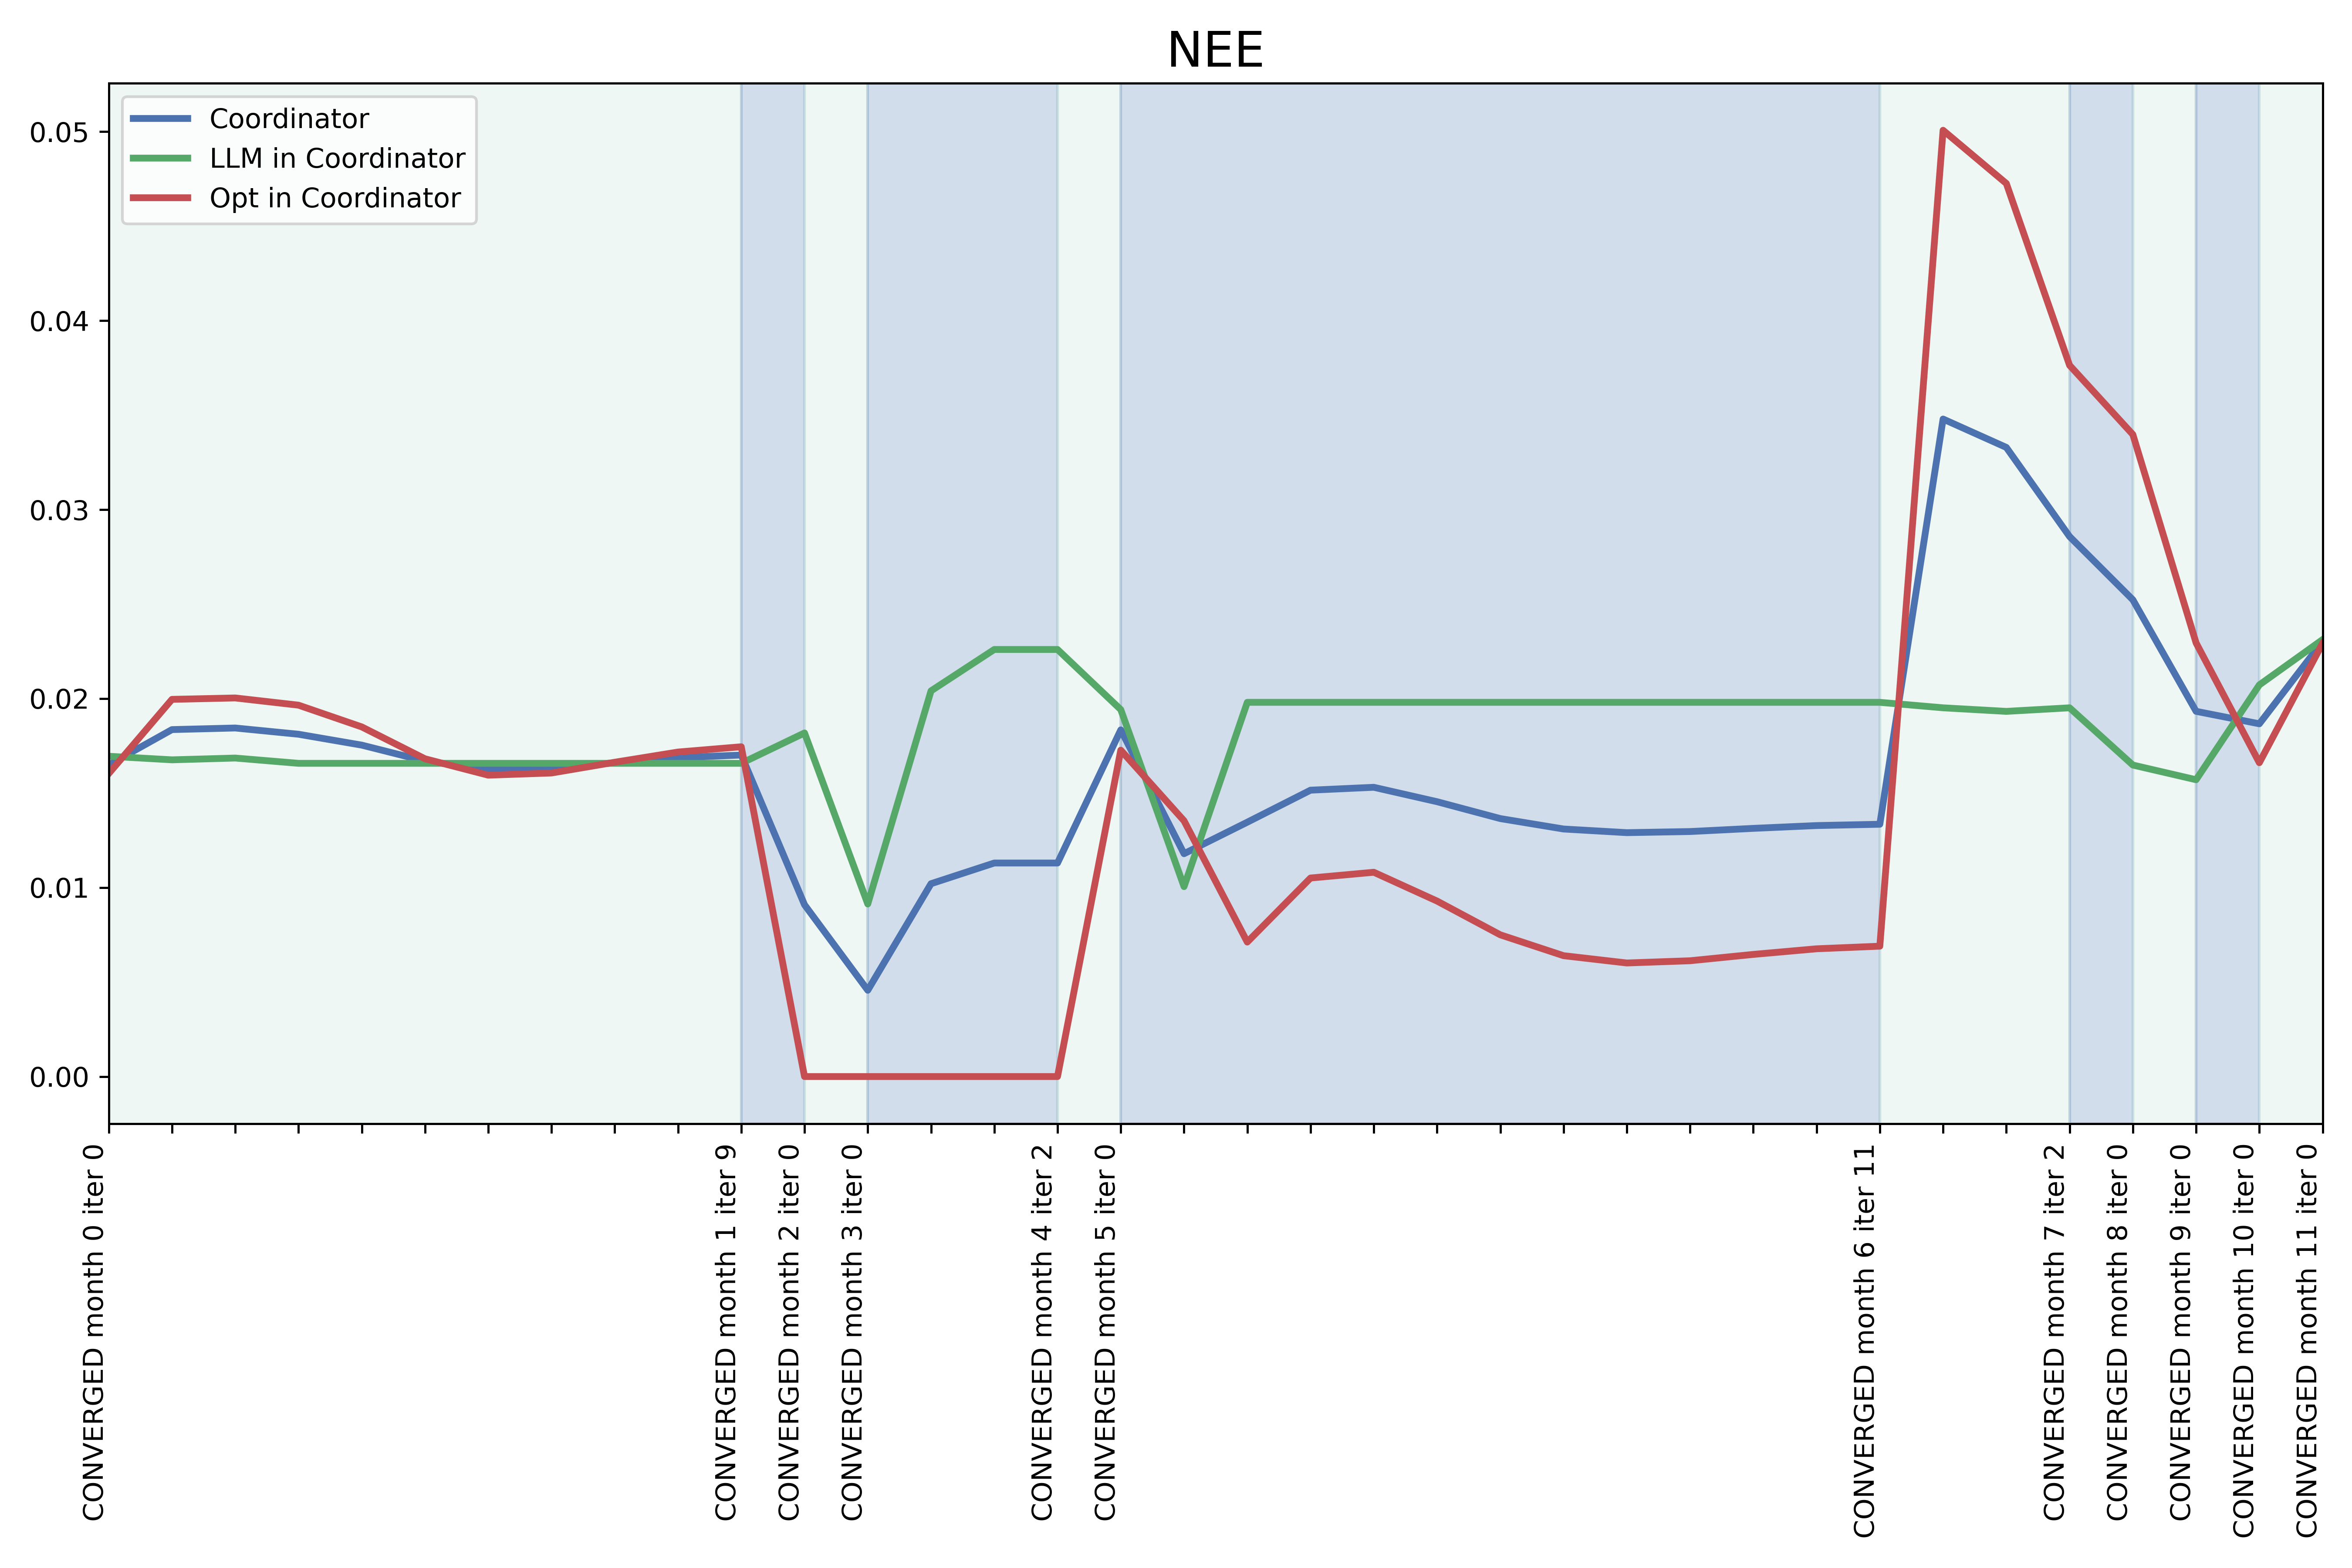 NEE
Coordinator
LLM in Coordinator
Opt in Coordinator
0.05
0.04
0.03
0.02
0.01
0.00
CONVERGED month 0 iter 0
CONVERGED month 1 iter 9
CONVERGED month 2 iter 0
CONVERGED month 3 iter 0
CONVERGED month 4 iter 2
CONVERGED month 5 iter 0
CONVERGED month 6 iter 11
CONVERGED month 7 iter 2
CONVERGED month 8 iter 0
CONVERGED month 9 iter 0
CONVERGED month 10 iter 0
CONVERGED month 11 iter 0